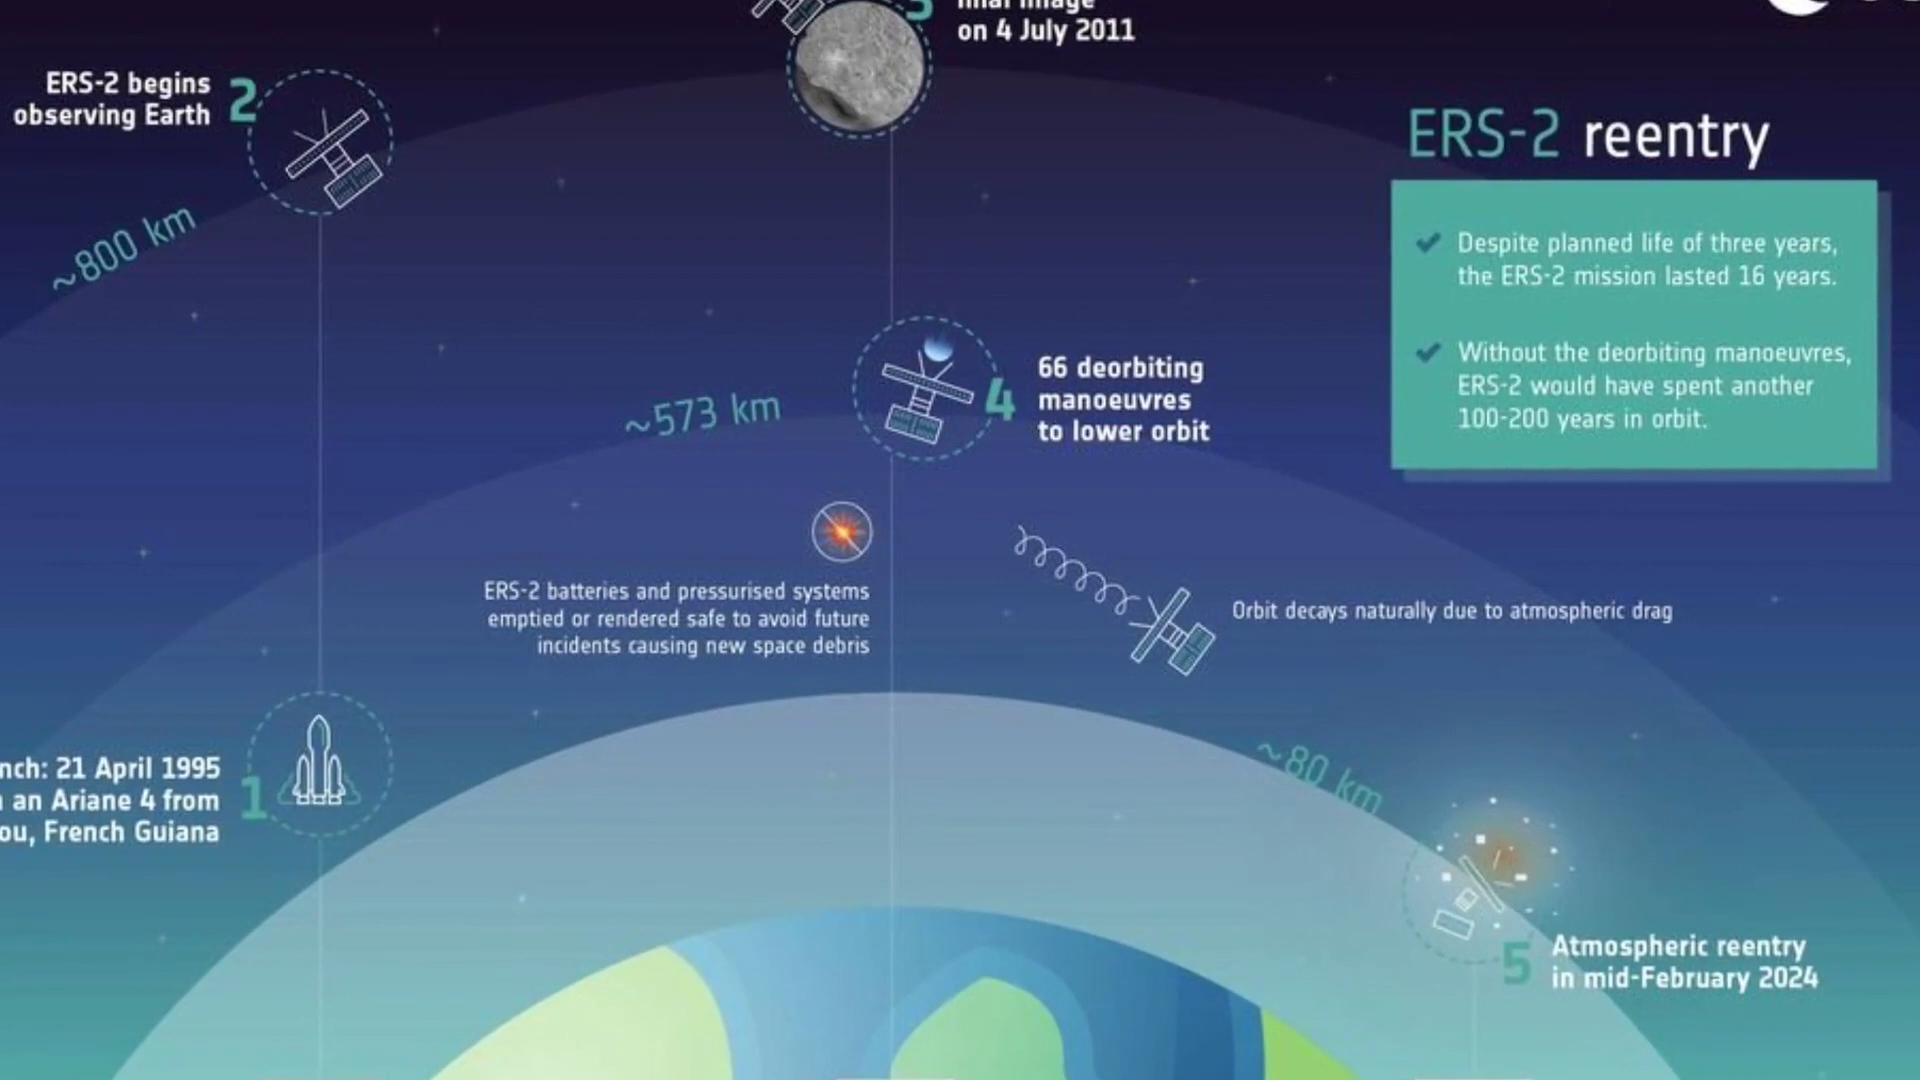 on 4 July 2011
ERS-2 begins
observing Earth
2
~800 km
ERS-2 reentry
Despite planned life of three years,
the ERS-2 mission lasted 16 years.
Without the deorbiting manoeuvres,
ERS-2 would have spent another
100-200 years in orbit.
~573 km
4
66 deorbiting
manoeuvres
to lower orbit
ERS-2 batteries and pressurised systems
emptied or rendered safe to avoid future
incidents causing new space debris
Orbit decays naturally due to atmospheric drag
21 April 1995
an Ariane 4 from
French Guiana
1
~80 km
5
Atmospheric reentry
in mid-February 2024